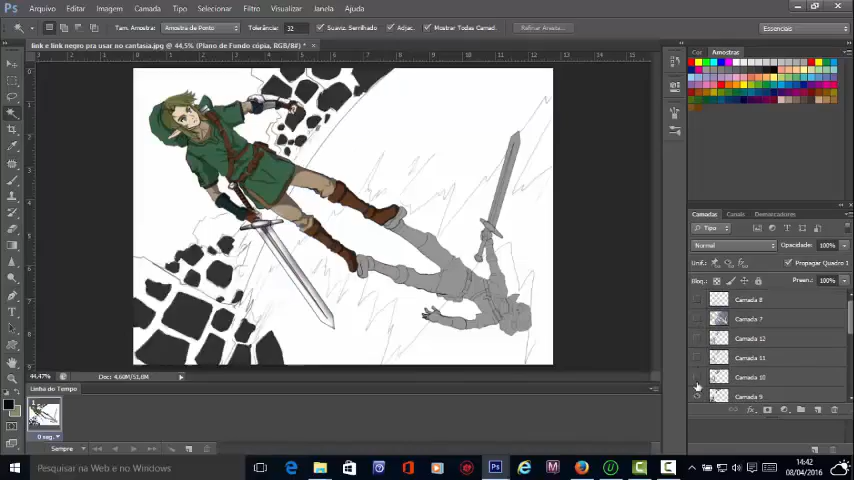 Ps Arquivo Editar Imagem Camada Tipo Selecionar Filtro Visualizar Janela Ajuda
Tam. Amostra: Amostra de Ponto Tolerância: 32 Suaviz. Serrilhado Adjac. Mostrar Todas Camad. Refinar Aresta... Essenciais
link e link negro pra usar no cantasia.jpg @ 44,5% (Plano de Fundo cópia, RGB/8#) *
Cor Amostras
Camadas Canais Demarcadores
Tipo
Normal Opacidade: 100%
Unif.: Propagar Quadro 1
Bloq.: Preen.: 100%
Camada 8
Camada 7
Camada 12
Camada 11
Camada 10
Camada 9
44,47% Doc: 4,60M/51,8M
Linha do Tempo
1
0 seg.
Sempre
Pesquisar na Web e no Windows
14:42
08/04/2016